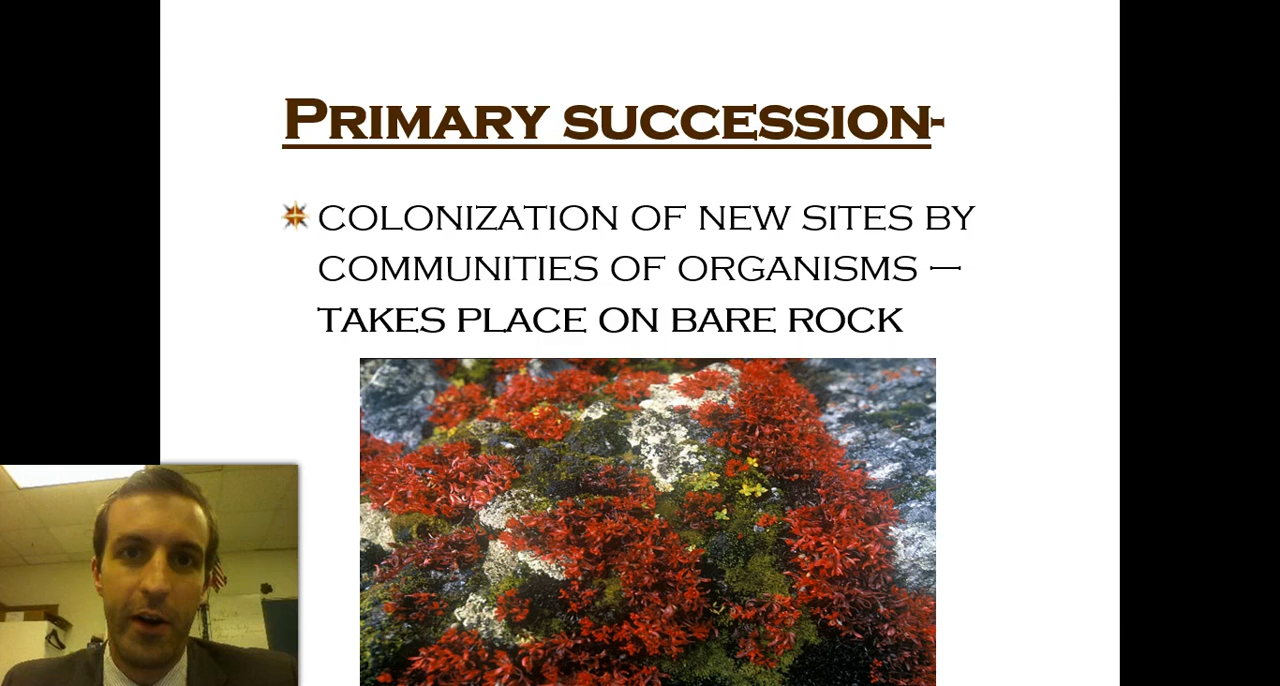 PRIMARY SUCCESSION-
COLONIZATION OF NEW SITES BY
COMMUNITIES OF ORGANISMS –
TAKES PLACE ON BARE ROCK